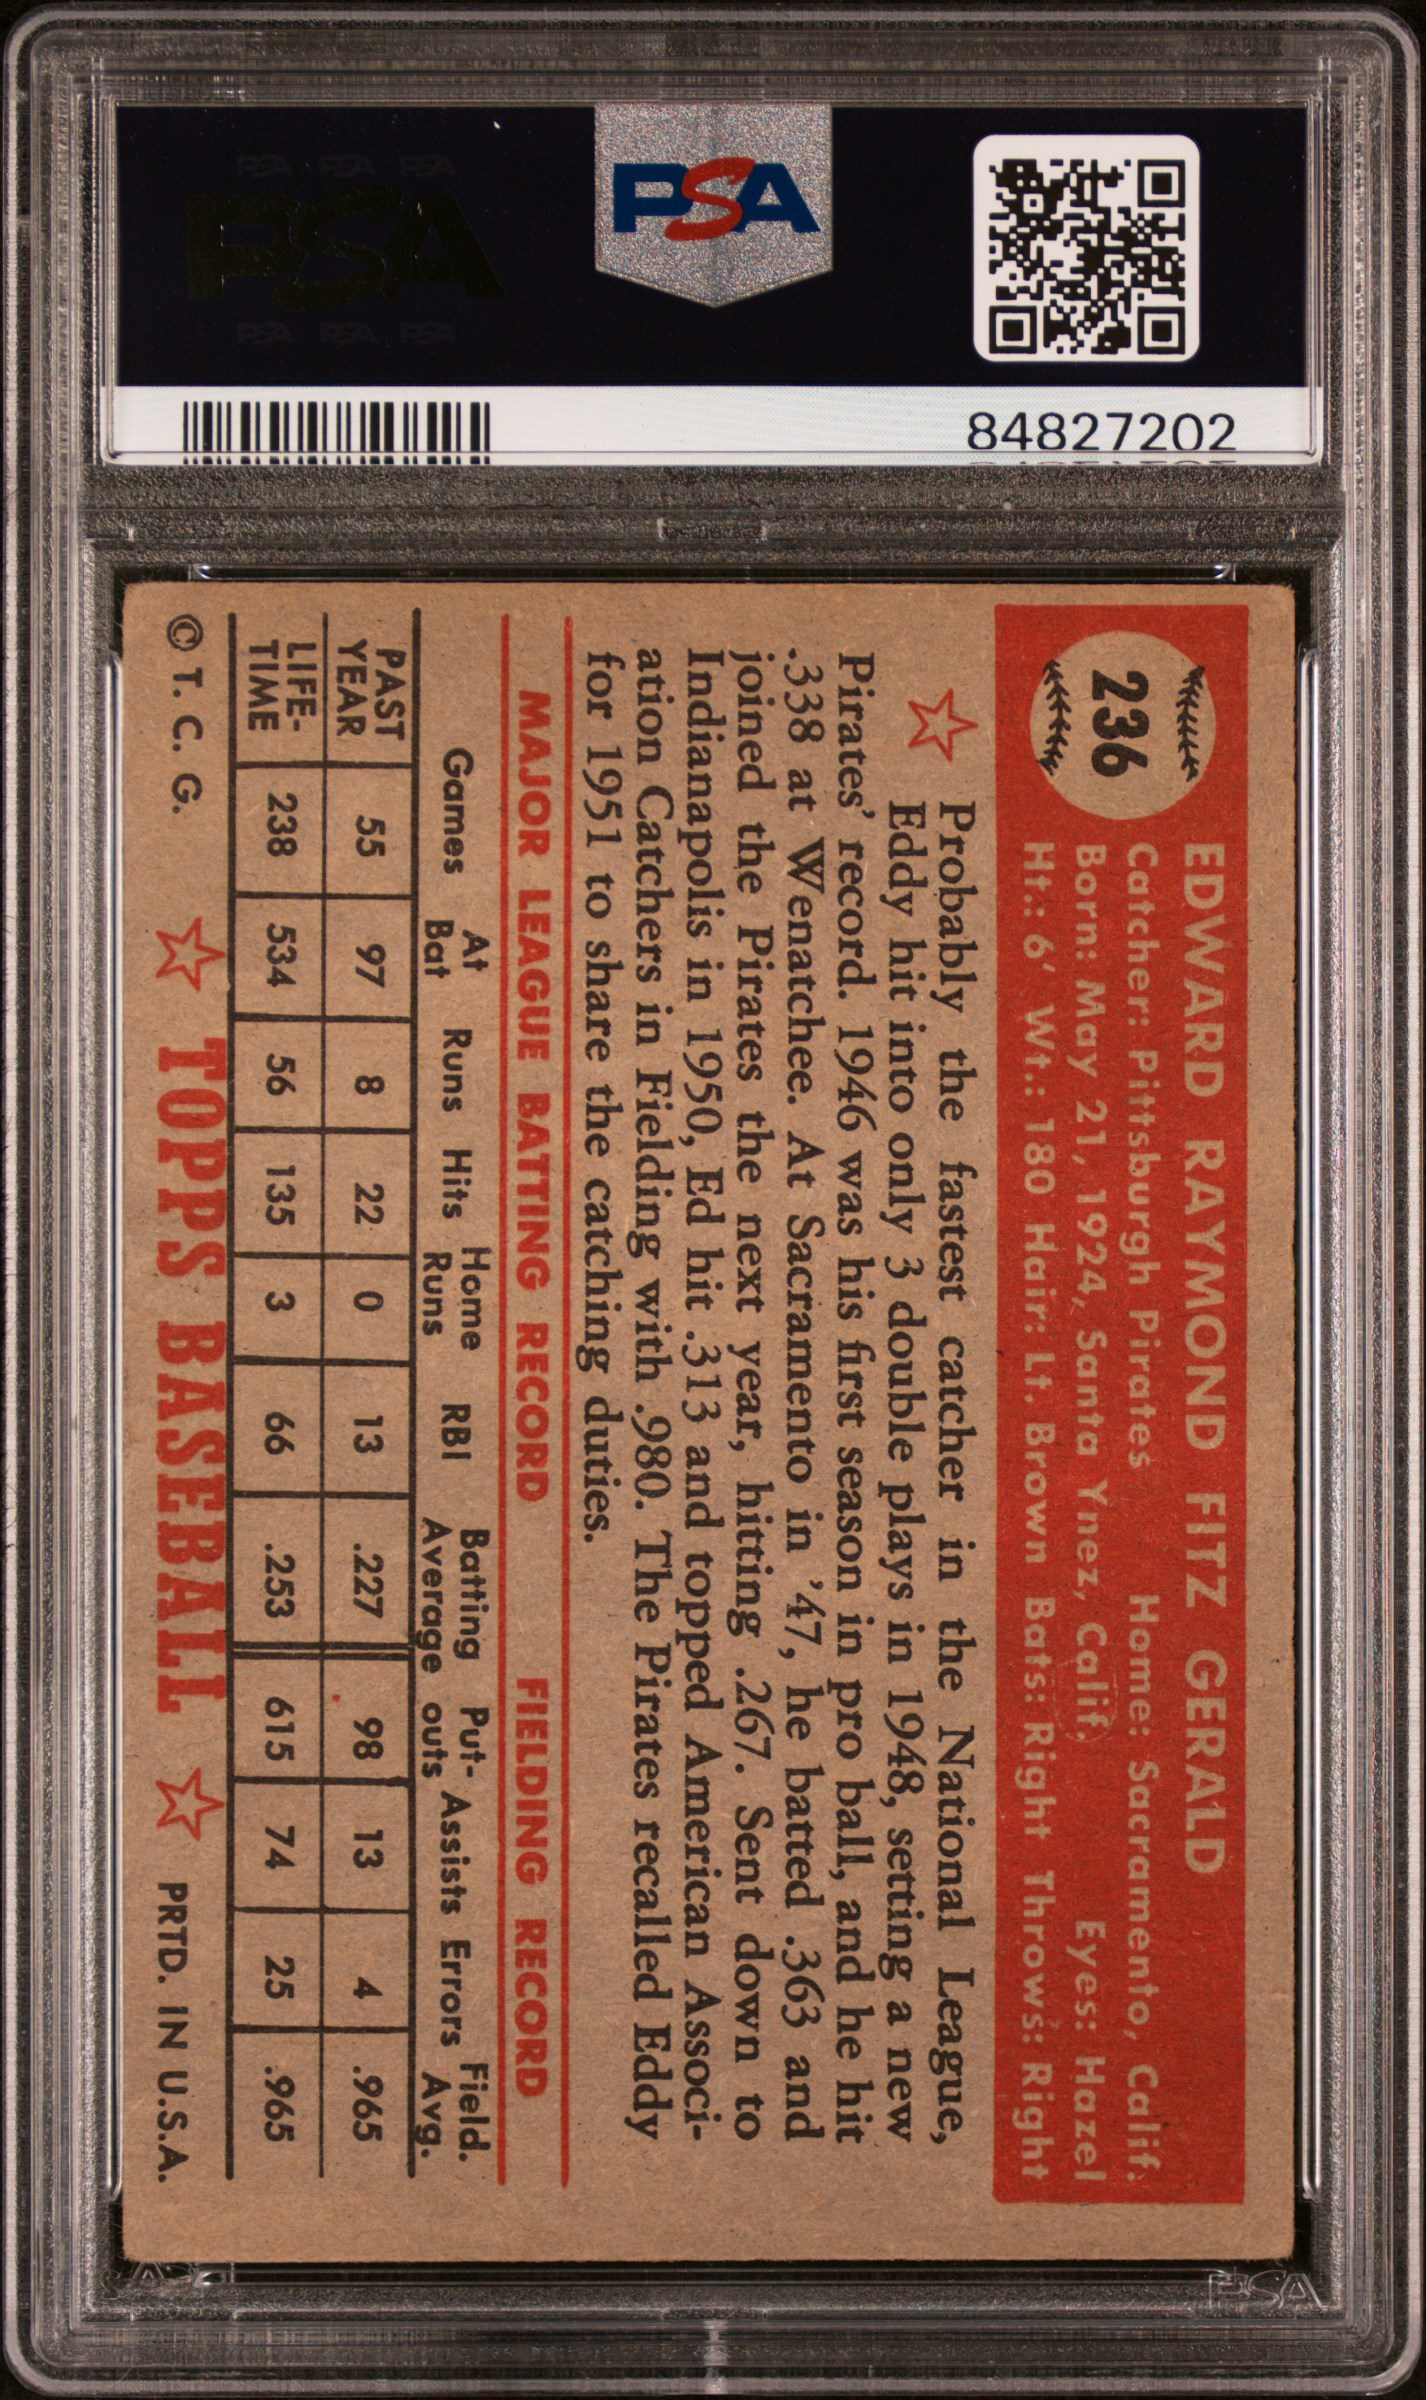 PSA PSA PSA
PSA
PSA PSA PSA
PSA
84827202
236
EDWARD RAYMOND FITZ GERALD
Catcher: Pittsburgh Pirates Home: Sacramento, Calif.
Born: May 21, 1924, Santa Ynez, Calif. Eyes: Hazel
Ht.: 6' Wt.: 180 Hair: Lt. Brown Bats: Right Throws: Right
Probably the fastest catcher in the National League,
Eddy hit into only 3 double plays in 1948, setting a new
Pirates' record. 1946 was his first season in pro ball, and he hit
.338 at Wenatchee. At Sacramento in '47, he batted .363 and
joined the Pirates the next year, hitting .267. Sent down to
Indianapolis in 1950, Ed hit .313 and topped American Associ-
ation Catchers in Fielding with .980. The Pirates recalled Eddy
for 1951 to share the catching duties.
MAJOR LEAGUE BATTING RECORD FIELDING RECORD
Games At Bat Runs Hits Home Runs RBI Batting Average Put-outs Assists Errors Field. Avg.
PAST YEAR 55 97 8 22 0 13 .227 98 13 4 .965
LIFE-TIME 238 534 56 135 3 66 .253 615 74 25 .965
© T. C. G. TOPPS BASEBALL PRTD. IN U.S.A.
PSA